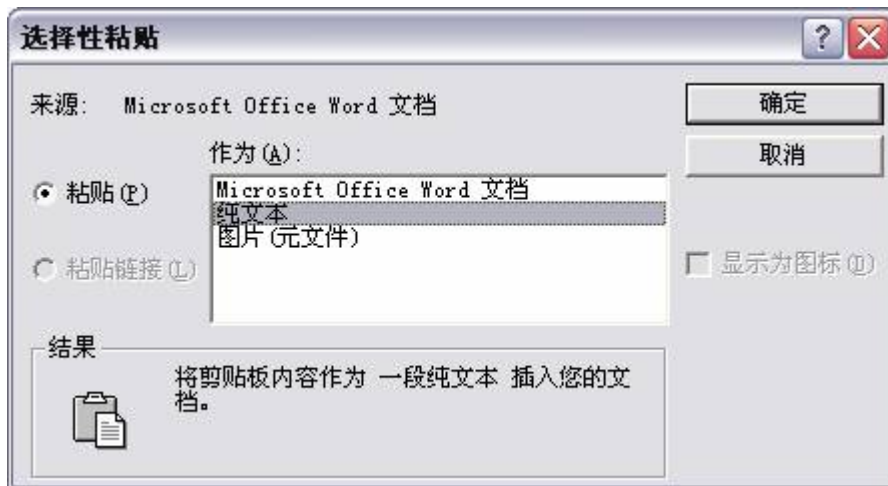 选择性粘贴
来源: Microsoft Office Word 文档
确定
作为(A):
取消
粘贴(P)
Microsoft Office Word 文档
纯文本
图片(元文件)
粘贴链接(L)
显示为图标(D)
结果
将剪贴板内容作为 一段纯文本 插入您的文
档。